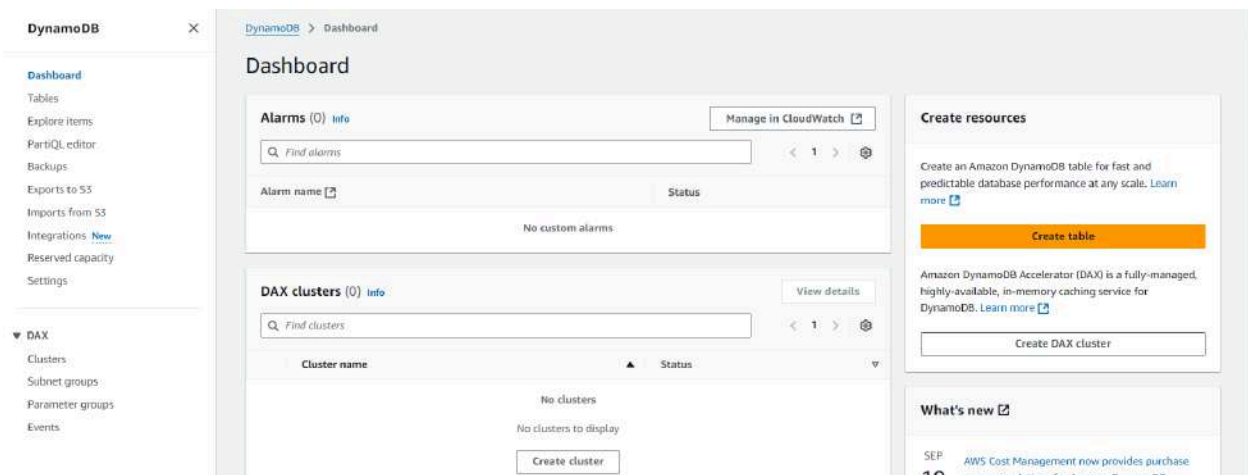 DynamoDB
Dashboard
Tables
Explore items
PartiQL editor
Backups
Exports to S3
Imports from S3
Integrations New
Reserved capacity
Settings
DAX
Clusters
Subnet groups
Parameter groups
Events
DynamoDB > Dashboard
Dashboard
Alarms (0) Info
Manage in CloudWatch
Find alarms
< 1 >
Alarm name
Status
No custom alarms
DAX clusters (0) Info
View details
Find clusters
< 1 >
Cluster name
Status
No clusters
No clusters to display
Create cluster
Create resources
Create an Amazon DynamoDB table for fast and
predictable database performance at any scale. Learn
more
Create table
Amazon DynamoDB Accelerator (DAX) is a fully-managed,
highly-available, in-memory caching service for
DynamoDB. Learn more
Create DAX cluster
What's new
SEP
AWS Cost Management now provides purchase